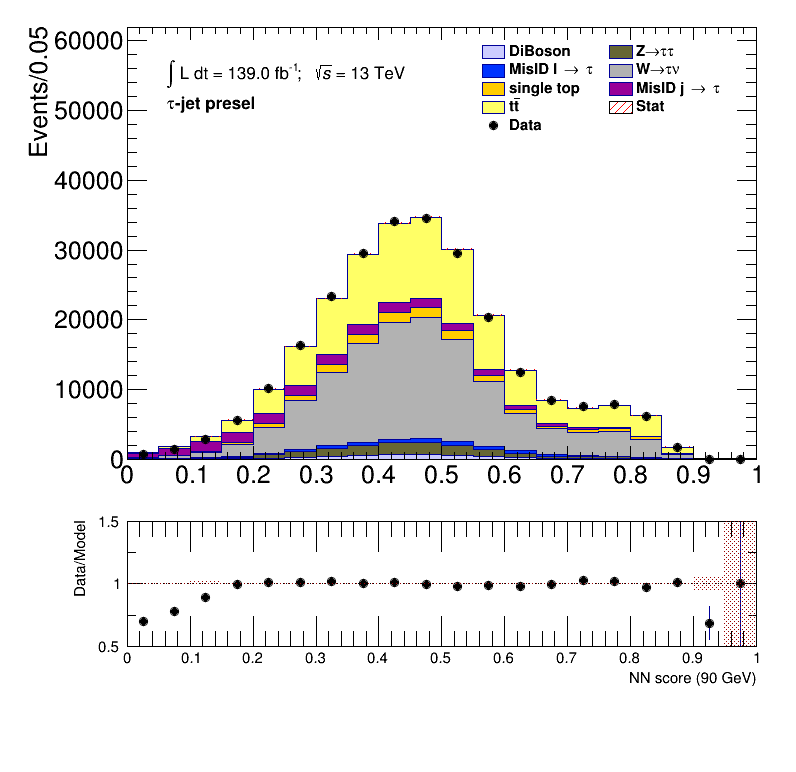 Events/0.05
60000
50000
40000
30000
20000
10000
0
∫ L dt = 139.0 fb⁻¹; √s = 13 TeV
τ-jet presel
DiBoson
MisID l → τ
single top
tt̄
Data
Z→ττ
W→τν
MisID j → τ
Stat
0 0.1 0.2 0.3 0.4 0.5 0.6 0.7 0.8 0.9 1
Data/Model
1.5
1
0.5
0 0.1 0.2 0.3 0.4 0.5 0.6 0.7 0.8 0.9 1
NN score (90 GeV)